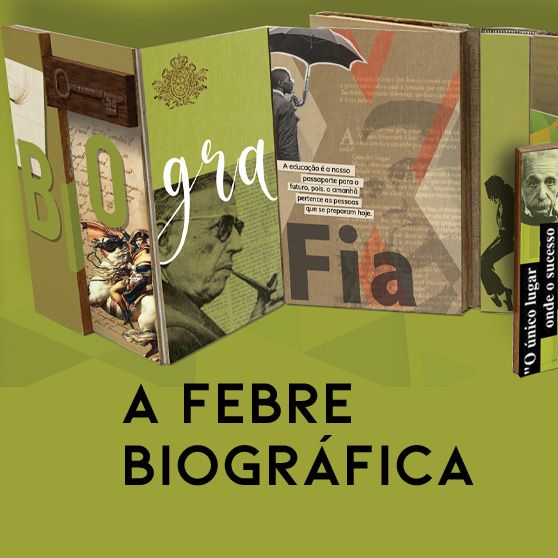 BIO
gra
Fia
A educação é o nosso
passaporte para o
futuro, pois, o amanhã
pertence as pessoas
que se preparam hoje.
"O único lugar
onde o sucesso
A FEBRE
BIOGRÁFICA